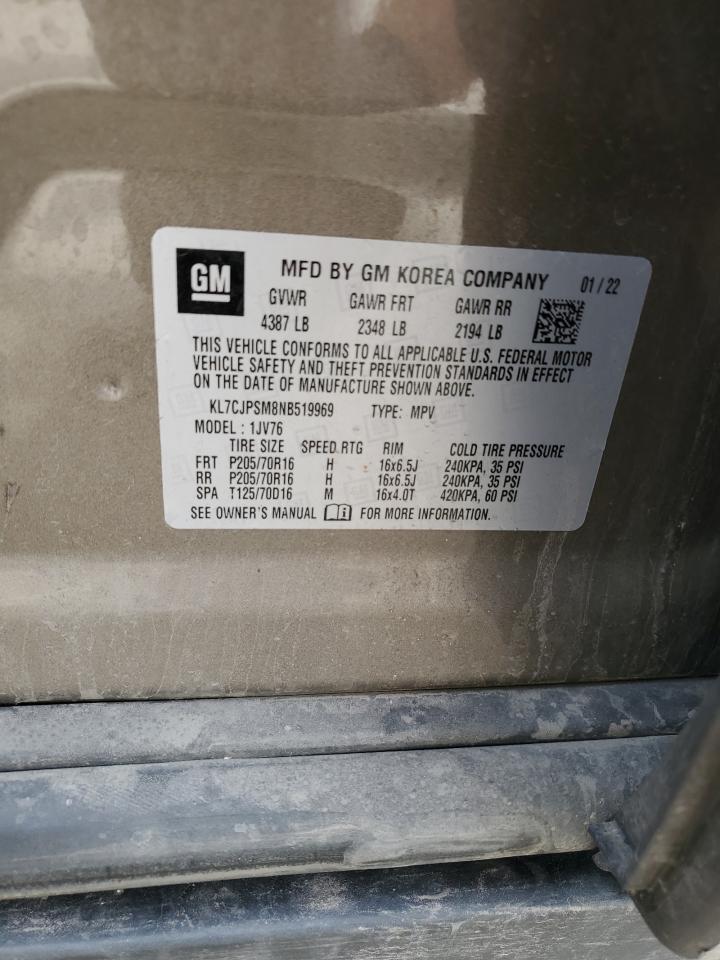 GM
MFD BY GM KOREA COMPANY 01/22
GVWR GAWR FRT GAWR RR
4387 LB 2348 LB 2194 LB
THIS VEHICLE CONFORMS TO ALL APPLICABLE U.S. FEDERAL MOTOR
VEHICLE SAFETY AND THEFT PREVENTION STANDARDS IN EFFECT
ON THE DATE OF MANUFACTURE SHOWN ABOVE.
KL7CJPSM8NB519969 TYPE: MPV
MODEL : 1JV76
TIRE SIZE SPEED RTG RIM COLD TIRE PRESSURE
FRT P205/70R16 H 16x6.5J 240KPA, 35 PSI
RR P205/70R16 H 16x6.5J 240KPA, 35 PSI
SPA T125/70D16 M 16x4.0T 420KPA, 60 PSI
SEE OWNER'S MANUAL FOR MORE INFORMATION.